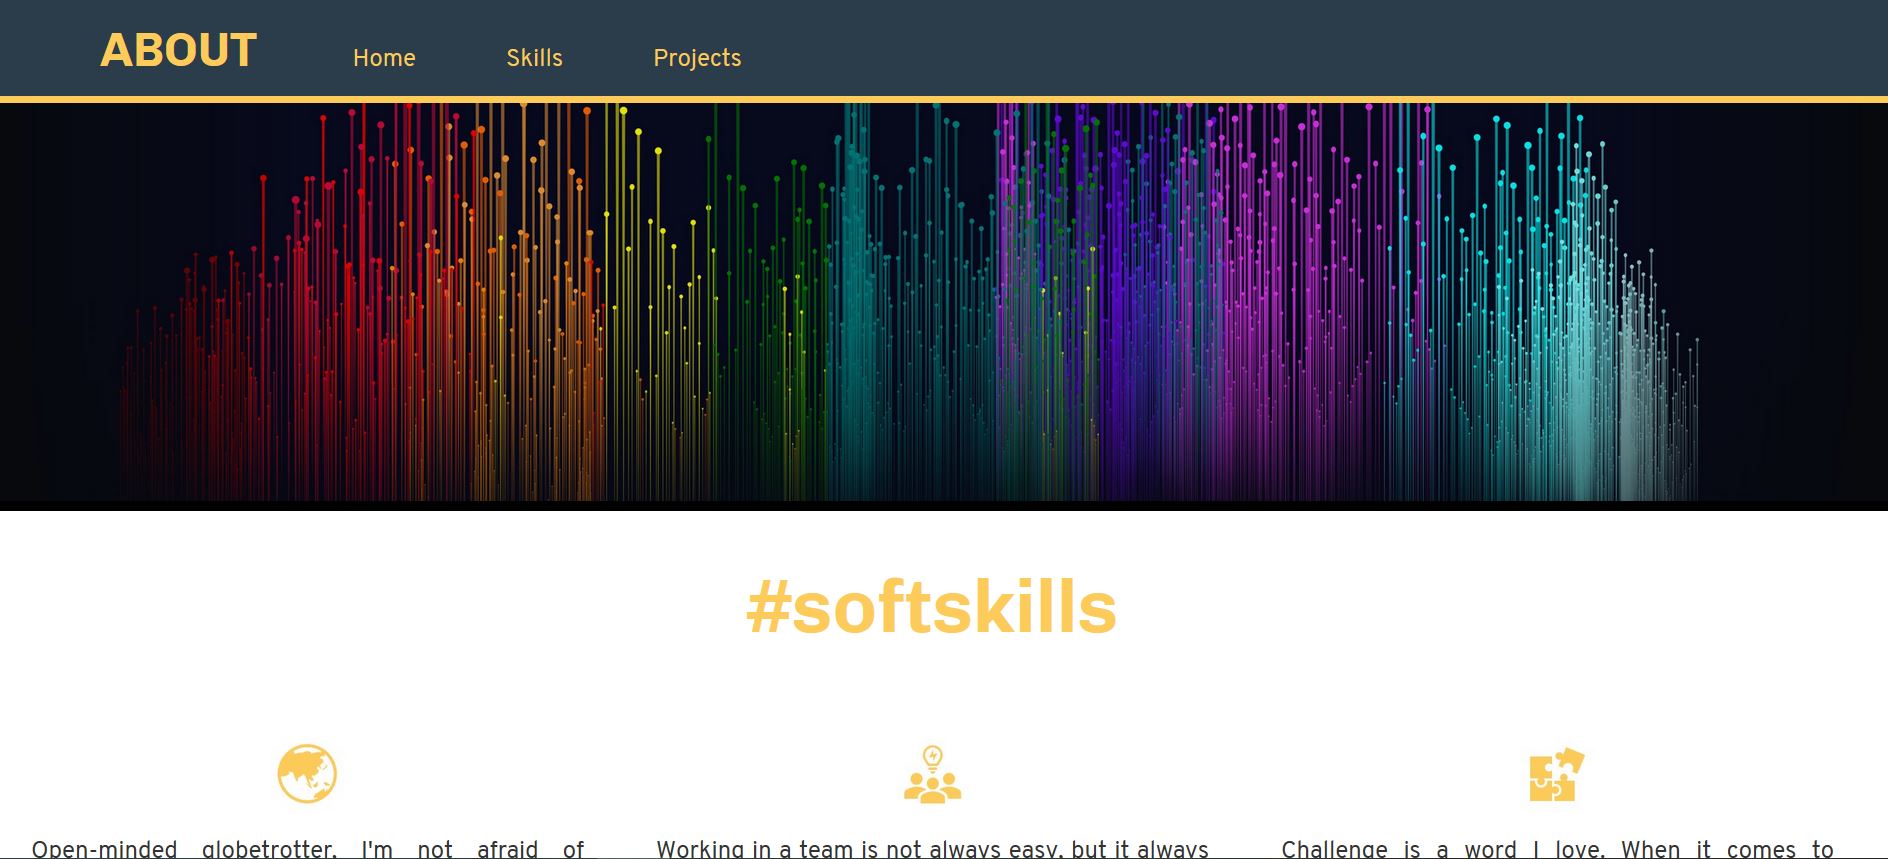 ABOUT Home Skills Projects
#softskills
Open-minded globetrotter, I'm not afraid of
Working in a team is not always easy, but it always
Challenge is a word I love. When it comes to